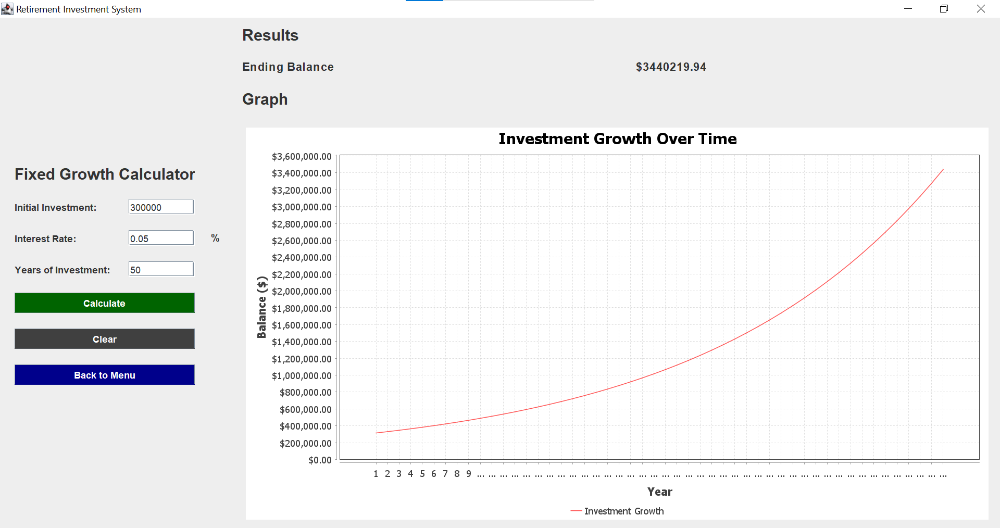 Retirement Investment System
Results
Ending Balance $3440219.94
Graph
Fixed Growth Calculator
Initial Investment: 300000
Interest Rate: 0.05 %
Years of Investment: 50
Calculate
Clear
Back to Menu
Investment Growth Over Time
$3,600,000.00
$3,400,000.00
$3,200,000.00
$3,000,000.00
$2,800,000.00
$2,600,000.00
$2,400,000.00
$2,200,000.00
$2,000,000.00
$1,800,000.00
$1,600,000.00
$1,400,000.00
$1,200,000.00
$1,000,000.00
$800,000.00
$600,000.00
$400,000.00
$200,000.00
$0.00
Balance ($)
1 2 3 4 5 6 7 8 9 ... ... ... ... ... ... ... ... ... ... ... ... ... ... ... ... ... ... ... ... ... ... ... ... ... ... ... ... ... ... ... ... ... ... ... ... ... ... ... ... ...
Year
Investment Growth